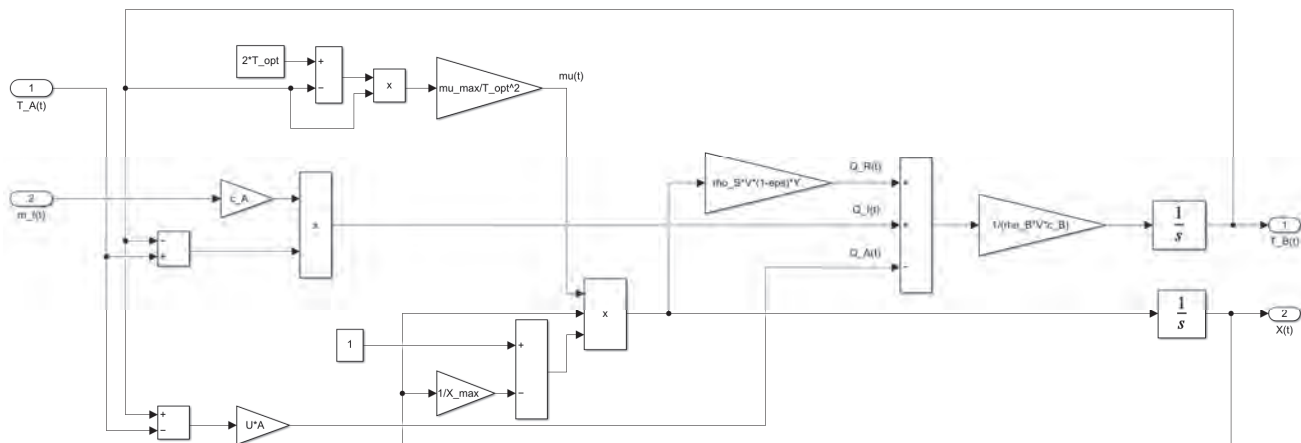 2*T_opt
+
−
x
mu_max/T_opt^2
mu(t)
1
T_A(t)
2
m_f(t)
c_A
x
−
+
rho_S*V*(1-eps)*Y
Q_R(t)
Q_f(t)
Q_A(t)
+
+
−
1/(rho_B*V*c_B)
1
s
1
T_B(t)
x
1
s
2
X(t)
1
+
−
1/X_max
+
−
U*A